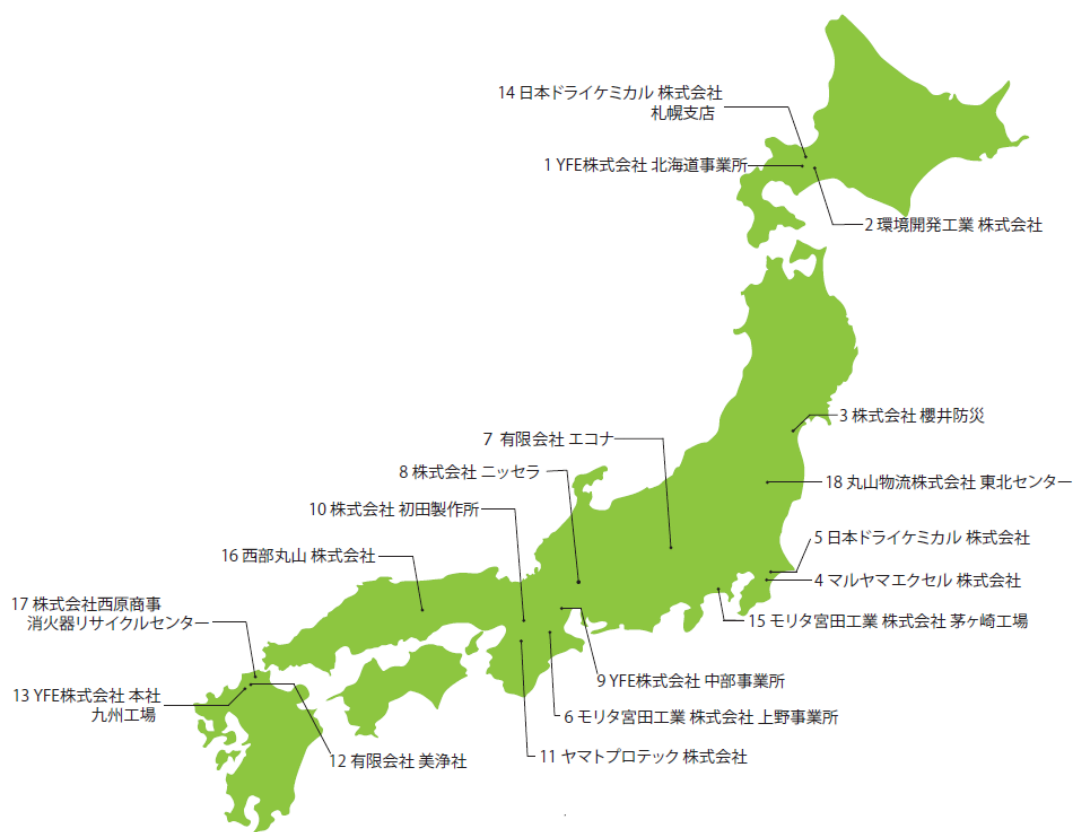 14 日本ドライケミカル 株式会社
札幌支店
1 YFE株式会社 北海道事業所
2 環境開発工業 株式会社
3 株式会社 櫻井防災
7 有限会社 エコナ
8 株式会社 ニッセラ
18 丸山物流株式会社 東北センター
10 株式会社 初田製作所
5 日本ドライケミカル 株式会社
16 西部丸山 株式会社
4 マルヤマエクセル 株式会社
17 株式会社西原商事
消火器リサイクルセンター
15 モリタ宮田工業 株式会社 茅ヶ崎工場
9 YFE株式会社 中部事業所
13 YFE株式会社 本社
九州工場
6 モリタ宮田工業 株式会社 上野事業所
11 ヤマトプロテック 株式会社
12 有限会社 美浄社